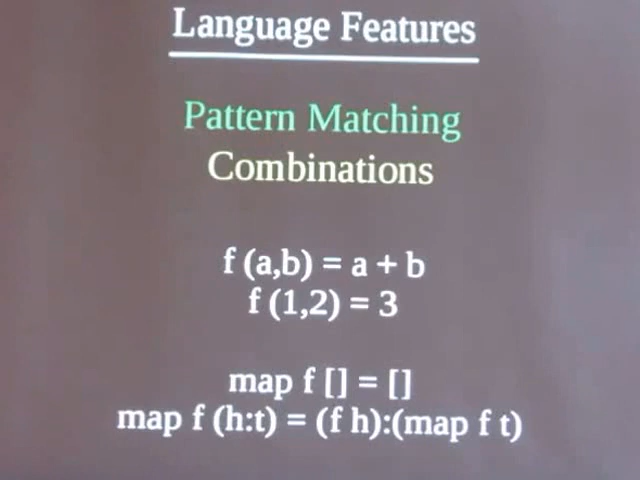 Language Features
Pattern Matching
Combinations
f (a,b) = a + b
f (1,2) = 3
map f [] = []
map f (h:t) = (f h):(map f t)